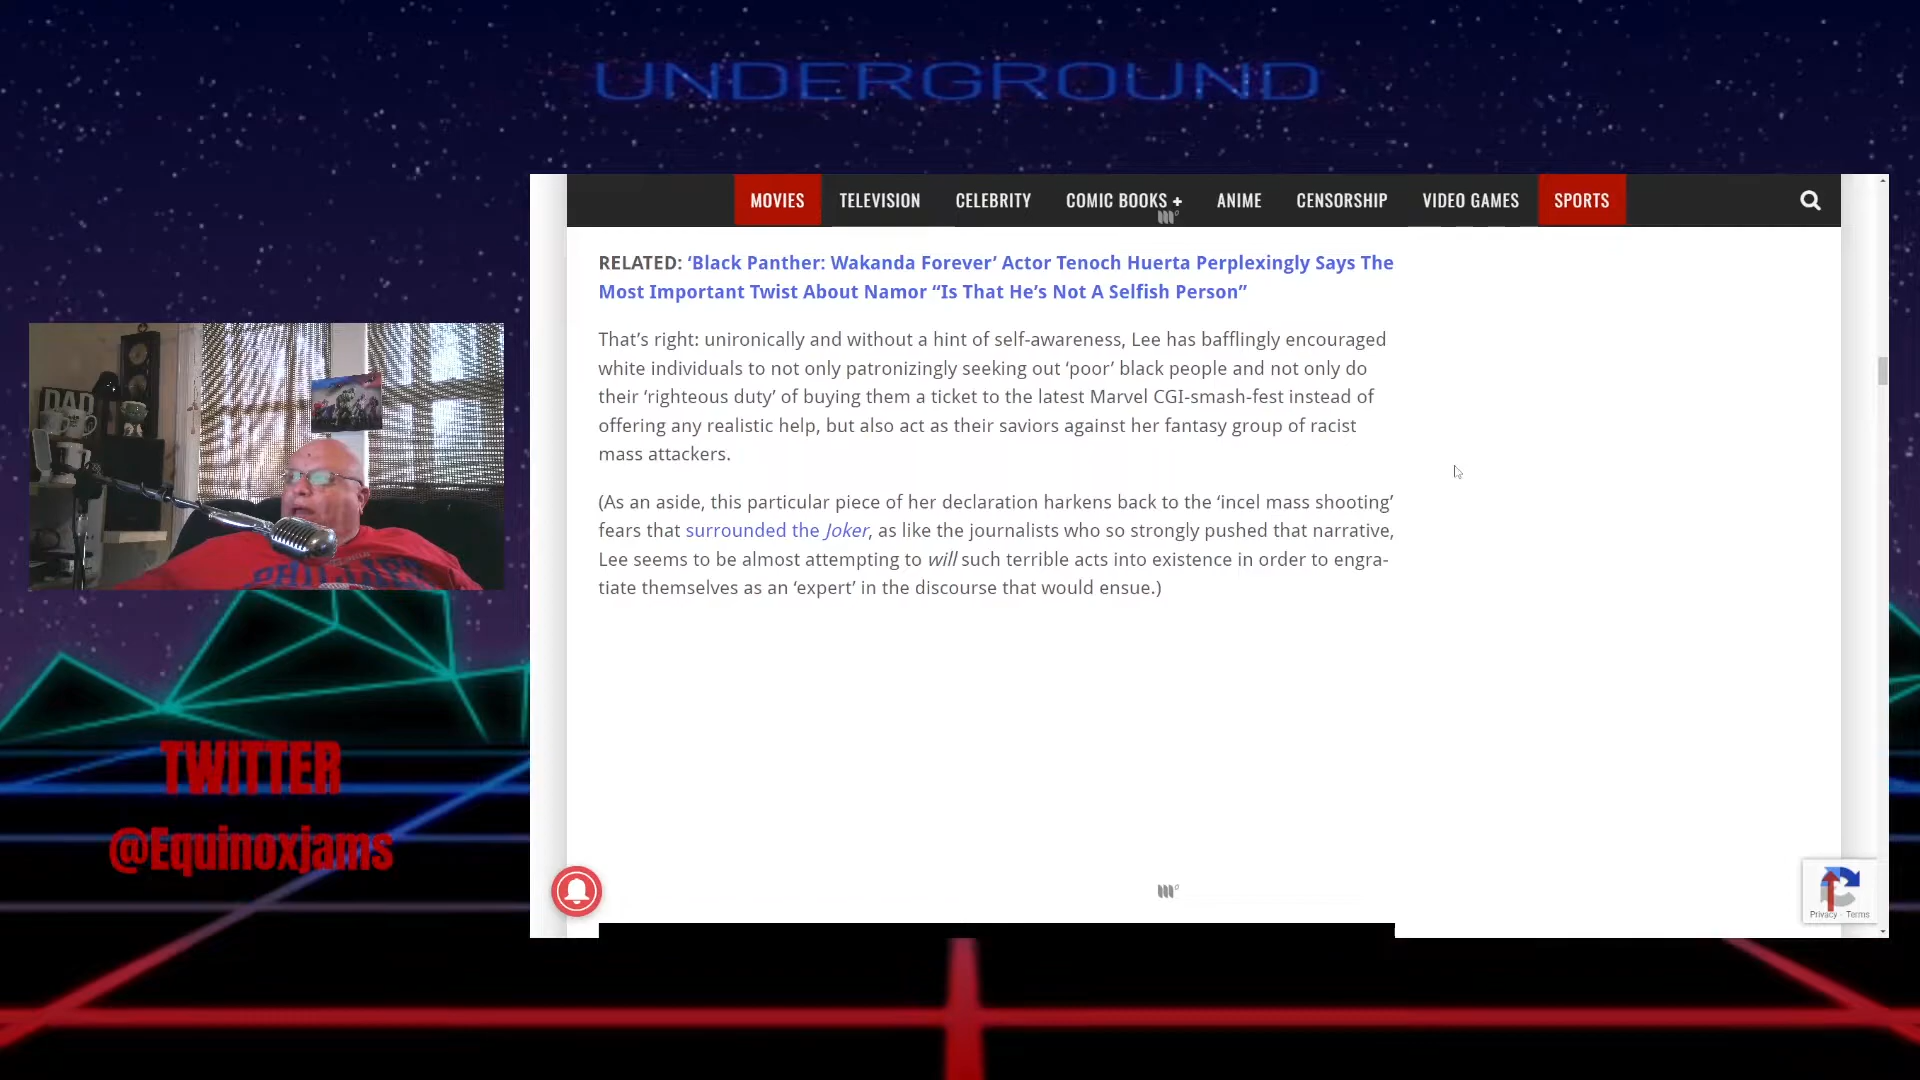 UNDERGROUND
MOVIES TELEVISION CELEBRITY COMIC BOOKS + ANIME CENSORSHIP VIDEO GAMES SPORTS
RELATED: ‘Black Panther: Wakanda Forever’ Actor Tenoch Huerta Perplexingly Says The
Most Important Twist About Namor “Is That He’s Not A Selfish Person”
That’s right: unironically and without a hint of self-awareness, Lee has bafflingly encouraged
white individuals to not only patronizingly seeking out ‘poor’ black people and not only do
their ‘righteous duty’ of buying them a ticket to the latest Marvel CGI-smash-fest instead of
offering any realistic help, but also act as their saviors against her fantasy group of racist
mass attackers.
(As an aside, this particular piece of her declaration harkens back to the ‘incel mass shooting’
fears that surrounded the Joker, as like the journalists who so strongly pushed that narrative,
Lee seems to be almost attempting to will such terrible acts into existence in order to engra-
tiate themselves as an ‘expert’ in the discourse that would ensue.)
DAD
PHILLIES
TWITTER
@Equinoxjams
Privacy - Terms